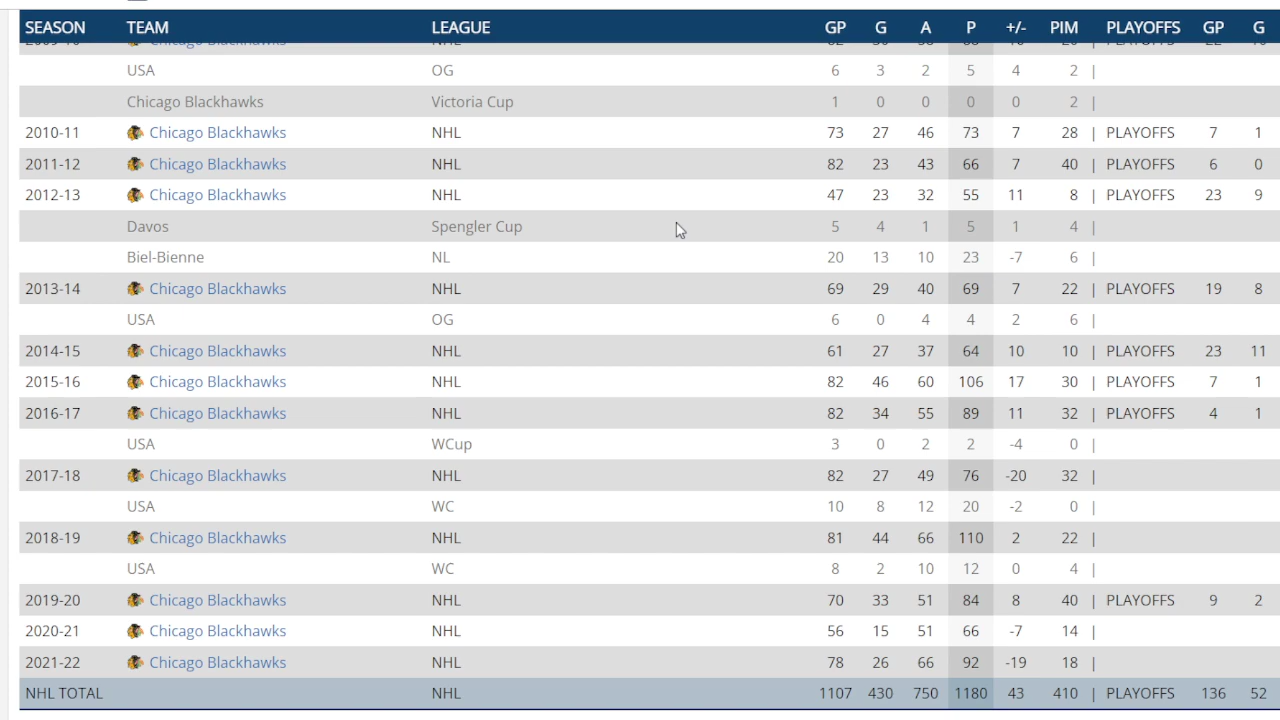 SEASON TEAM LEAGUE GP G A P +/- PIM PLAYOFFS GP G
USA OG 6 3 2 5 4 2 |
Chicago Blackhawks Victoria Cup 1 0 0 0 0 2 |
2010-11 Chicago Blackhawks NHL 73 27 46 73 7 28 | PLAYOFFS 7 1
2011-12 Chicago Blackhawks NHL 82 23 43 66 7 40 | PLAYOFFS 6 0
2012-13 Chicago Blackhawks NHL 47 23 32 55 11 8 | PLAYOFFS 23 9
Davos Spengler Cup 5 4 1 5 1 4 |
Biel-Bienne NL 20 13 10 23 -7 6 |
2013-14 Chicago Blackhawks NHL 69 29 40 69 7 22 | PLAYOFFS 19 8
USA OG 6 0 4 4 2 6 |
2014-15 Chicago Blackhawks NHL 61 27 37 64 10 10 | PLAYOFFS 23 11
2015-16 Chicago Blackhawks NHL 82 46 60 106 17 30 | PLAYOFFS 7 1
2016-17 Chicago Blackhawks NHL 82 34 55 89 11 32 | PLAYOFFS 4 1
USA WCup 3 0 2 2 -4 0 |
2017-18 Chicago Blackhawks NHL 82 27 49 76 -20 32 |
USA WC 10 8 12 20 -2 0 |
2018-19 Chicago Blackhawks NHL 81 44 66 110 2 22 |
USA WC 8 2 10 12 0 4 |
2019-20 Chicago Blackhawks NHL 70 33 51 84 8 40 | PLAYOFFS 9 2
2020-21 Chicago Blackhawks NHL 56 15 51 66 -7 14 |
2021-22 Chicago Blackhawks NHL 78 26 66 92 -19 18 |
NHL TOTAL NHL 1107 430 750 1180 43 410 | PLAYOFFS 136 52